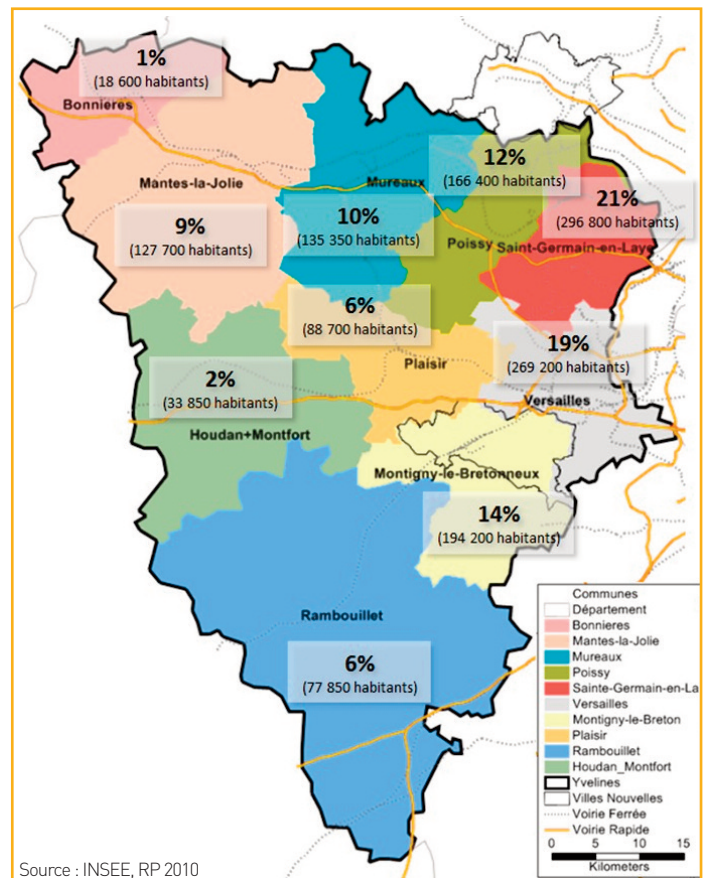 1%
(18 600 habitants)
Bonnières
12%
(166 400 habitants)
Mantes-la-Jolie
Mureaux
21%
(296 800 habitants)
9%
(127 700 habitants)
10%
(135 350 habitants)
Poissy
Saint-Germain-en-Laye
6%
(88 700 habitants)
19%
(269 200 habitants)
Plaisir
2%
(33 850 habitants)
Versailles
Houdan+Montfort
Montigny-le-Bretonneux
14%
(194 200 habitants)
Rambouillet
6%
(77 850 habitants)
Communes
Département
Bonnieres
Mantes-la-Jolie
Mureaux
Poissy
Sainte-Germain-en-La
Versailles
Montigny-le-Breton
Plaisir
Rambouillet
Houdan_Montfort
Yvelines
Villes Nouvelles
Voirie Ferrée
Voirie Rapide
0 5 10 15
Kilometers
Source : INSEE, RP 2010